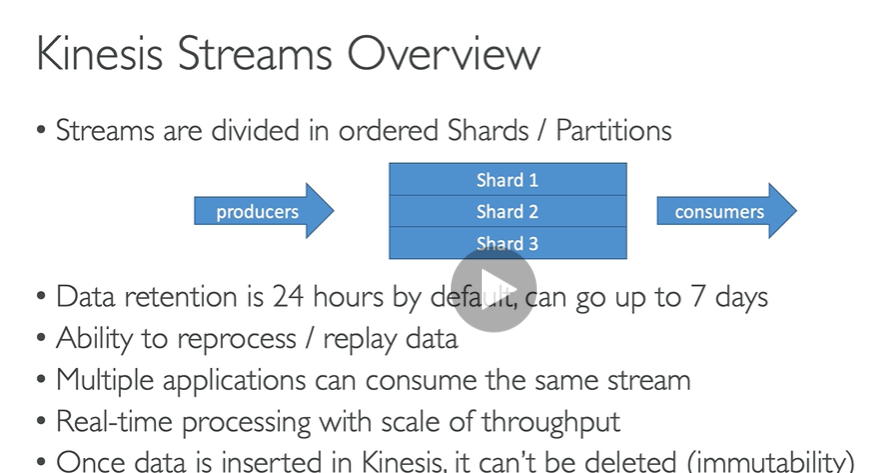 Kinesis Streams Overview
• Streams are divided in ordered Shards / Partitions
producers
Shard 1
Shard 2
Shard 3
consumers
• Data retention is 24 hours by default, can go up to 7 days
• Ability to reprocess / replay data
• Multiple applications can consume the same stream
• Real-time processing with scale of throughput
• Once data is inserted in Kinesis, it can't be deleted (immutability)